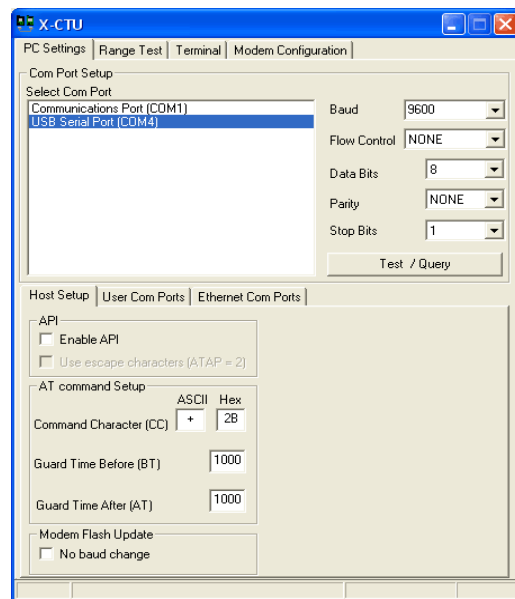 X-CTU
PC Settings Range Test Terminal Modem Configuration
Com Port Setup
Select Com Port
Communications Port (COM1)
USB Serial Port (COM4)
Baud 9600
Flow Control NONE
Data Bits 8
Parity NONE
Stop Bits 1
Test / Query
Host Setup User Com Ports Ethernet Com Ports
API
Enable API
Use escape characters (ATAP = 2)
AT command Setup
ASCII Hex
Command Character (CC) + 2B
Guard Time Before (BT) 1000
Guard Time After (AT) 1000
Modem Flash Update
No baud change